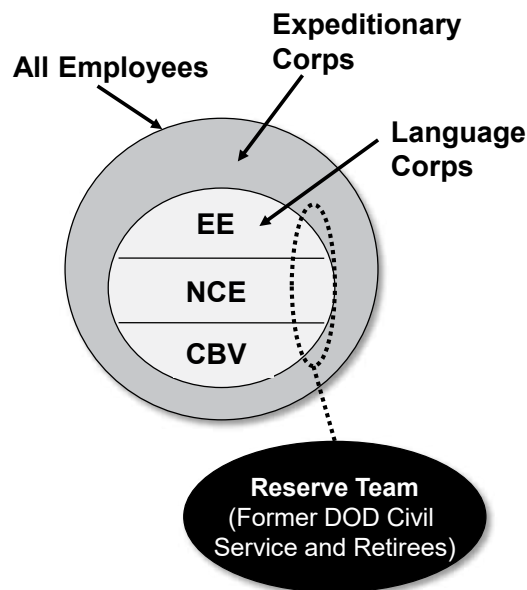 Expeditionary
Corps
All Employees
Language
Corps
EE
NCE
CBV
Reserve Team
(Former DOD Civil
Service and Retirees)